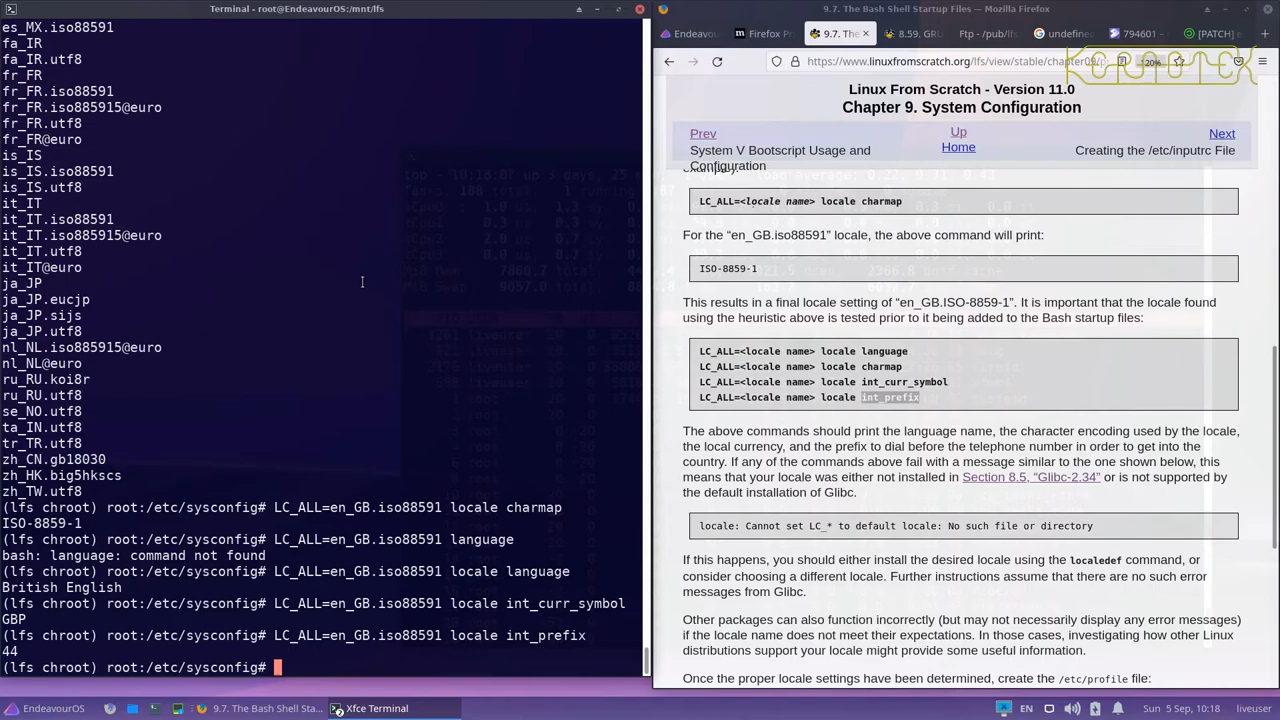 Terminal - root@EndeavourOS:/mnt/lfs
es_MX.iso88591
fa_IR
fa_IR.utf8
fr_FR
fr_FR.iso88591
fr_FR.iso885915@euro
fr_FR.utf8
fr_FR@euro
is_IS
is_IS.iso88591
is_IS.utf8
it_IT
it_IT.iso88591
it_IT.iso885915@euro
it_IT.utf8
it_IT@euro
ja_JP
ja_JP.eucjp
ja_JP.sijs
ja_JP.utf8
nl_NL.iso885915@euro
nl_NL@euro
ru_RU.koi8r
ru_RU.utf8
se_NO.utf8
ta_IN.utf8
tr_TR.utf8
zh_CN.gb18030
zh_HK.big5hkscs
zh_TW.utf8
(lfs chroot) root:/etc/sysconfig# LC_ALL=en_GB.iso88591 locale charmap
ISO-8859-1
(lfs chroot) root:/etc/sysconfig# LC_ALL=en_GB.iso88591 language
bash: language: command not found
(lfs chroot) root:/etc/sysconfig# LC_ALL=en_GB.iso88591 locale language
British English
(lfs chroot) root:/etc/sysconfig# LC_ALL=en_GB.iso88591 locale int_curr_symbol
GBP
(lfs chroot) root:/etc/sysconfig# LC_ALL=en_GB.iso88591 locale int_prefix
44
(lfs chroot) root:/etc/sysconfig#
9.7. The Bash Shell Startup Files — Mozilla Firefox
Endeavou
Firefox Pr
9.7. The
8.59. GRU
Ftp - /pub/lfs
undefined
794601 -
[PATCH] e
https://www.linuxfromscratch.org/lfs/view/stable/chapter09/p
120%
Linux From Scratch - Version 11.0
Chapter 9. System Configuration
Prev
Up
Next
System V Bootscript Usage and
Configuration
Home
Creating the /etc/inputrc File
LC_ALL=<locale name> locale charmap
For the “en_GB.iso88591” locale, the above command will print:
ISO-8859-1
This results in a final locale setting of “en_GB.ISO-8859-1”. It is important that the locale found
using the heuristic above is tested prior to it being added to the Bash startup files:
LC_ALL=<locale name> locale language
LC_ALL=<locale name> locale charmap
LC_ALL=<locale name> locale int_curr_symbol
LC_ALL=<locale name> locale int_prefix
The above commands should print the language name, the character encoding used by the locale,
the local currency, and the prefix to dial before the telephone number in order to get into the
country. If any of the commands above fail with a message similar to the one shown below, this
means that your locale was either not installed in Section 8.5, “Glibc-2.34” or is not supported by
the default installation of Glibc.
locale: Cannot set LC_* to default locale: No such file or directory
If this happens, you should either install the desired locale using the localedef command, or
consider choosing a different locale. Further instructions assume that there are no such error
messages from Glibc.
Other packages can also function incorrectly (but may not necessarily display any error messages)
if the locale name does not meet their expectations. In those cases, investigating how other Linux
distributions support your locale might provide some useful information.
Once the proper locale settings have been determined, create the /etc/profile file:
EndeavourOS
9.7. The Bash Shell Sta...
Xfce Terminal
EN
Sun 5 Sep, 10:18
liveuser